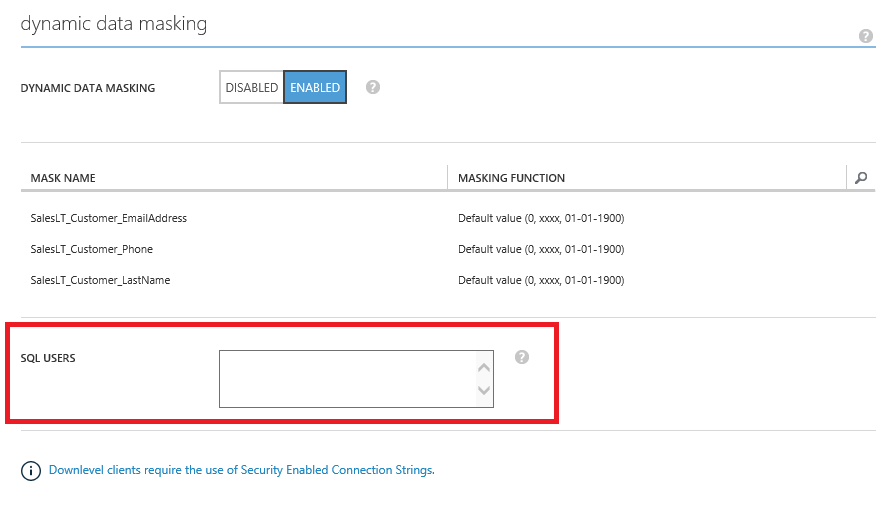 dynamic data masking
?
DYNAMIC DATA MASKING DISABLED ENABLED ?
MASK NAME MASKING FUNCTION
SalesLT_Customer_EmailAddress Default value (0, xxxx, 01-01-1900)
SalesLT_Customer_Phone Default value (0, xxxx, 01-01-1900)
SalesLT_Customer_LastName Default value (0, xxxx, 01-01-1900)
SQL USERS ?
i Downlevel clients require the use of Security Enabled Connection Strings.